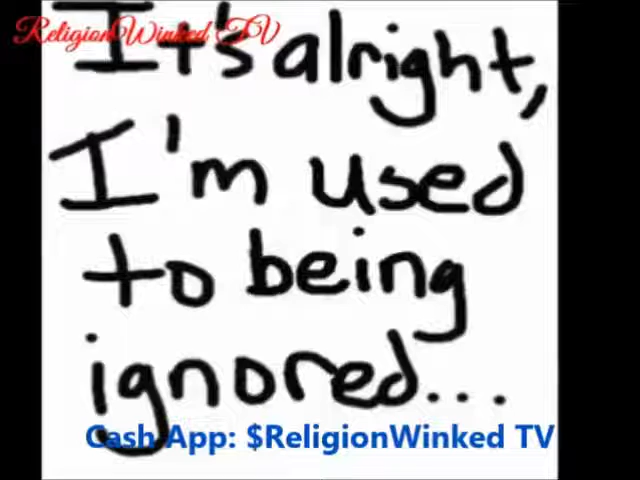 ReligionWinked TV
It's alright,
I'm used
to being
ignored...
Cash App: $ReligionWinked TV